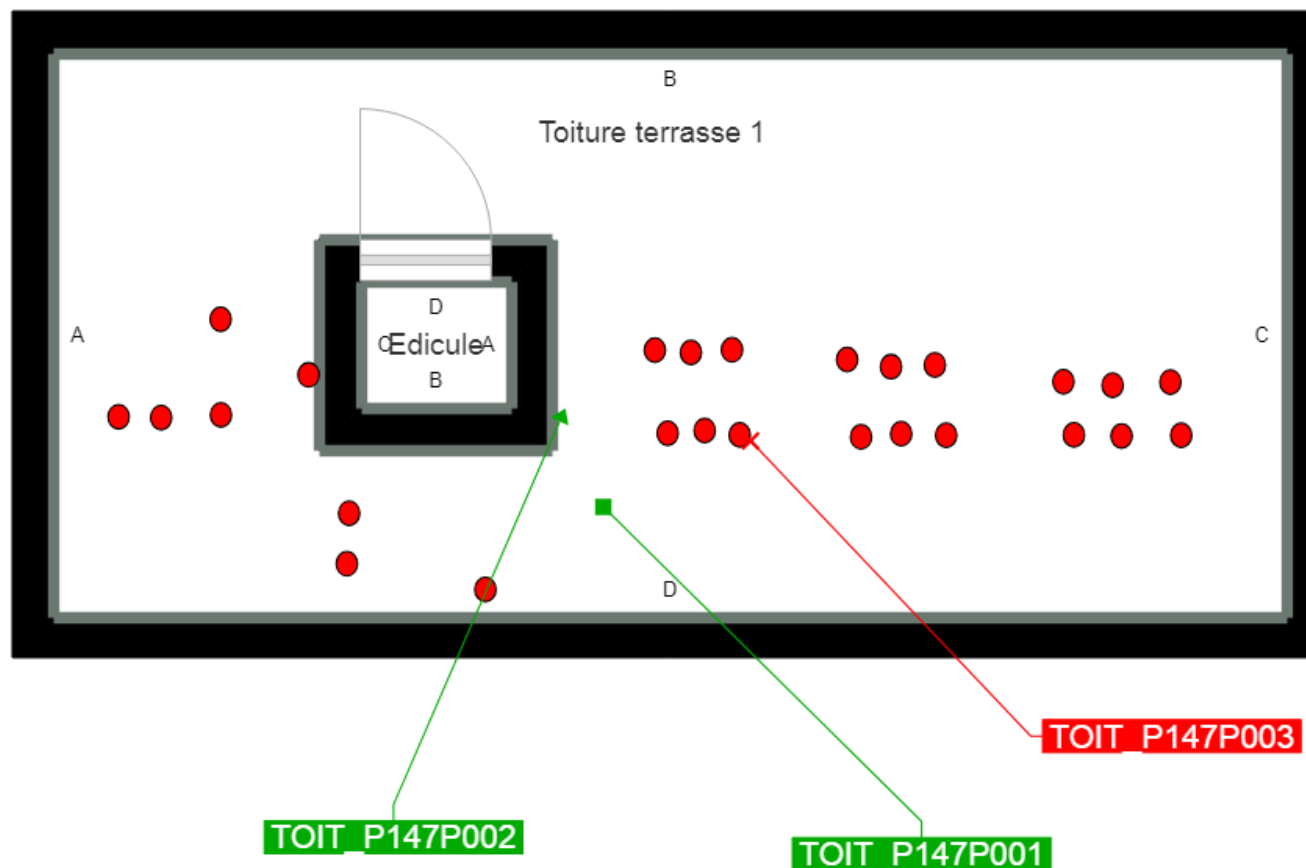 B
Toiture terrasse 1
D
A
C Edicule A
C
B
D
TOIT_P147P003
TOIT_P147P002
TOIT_P147P001